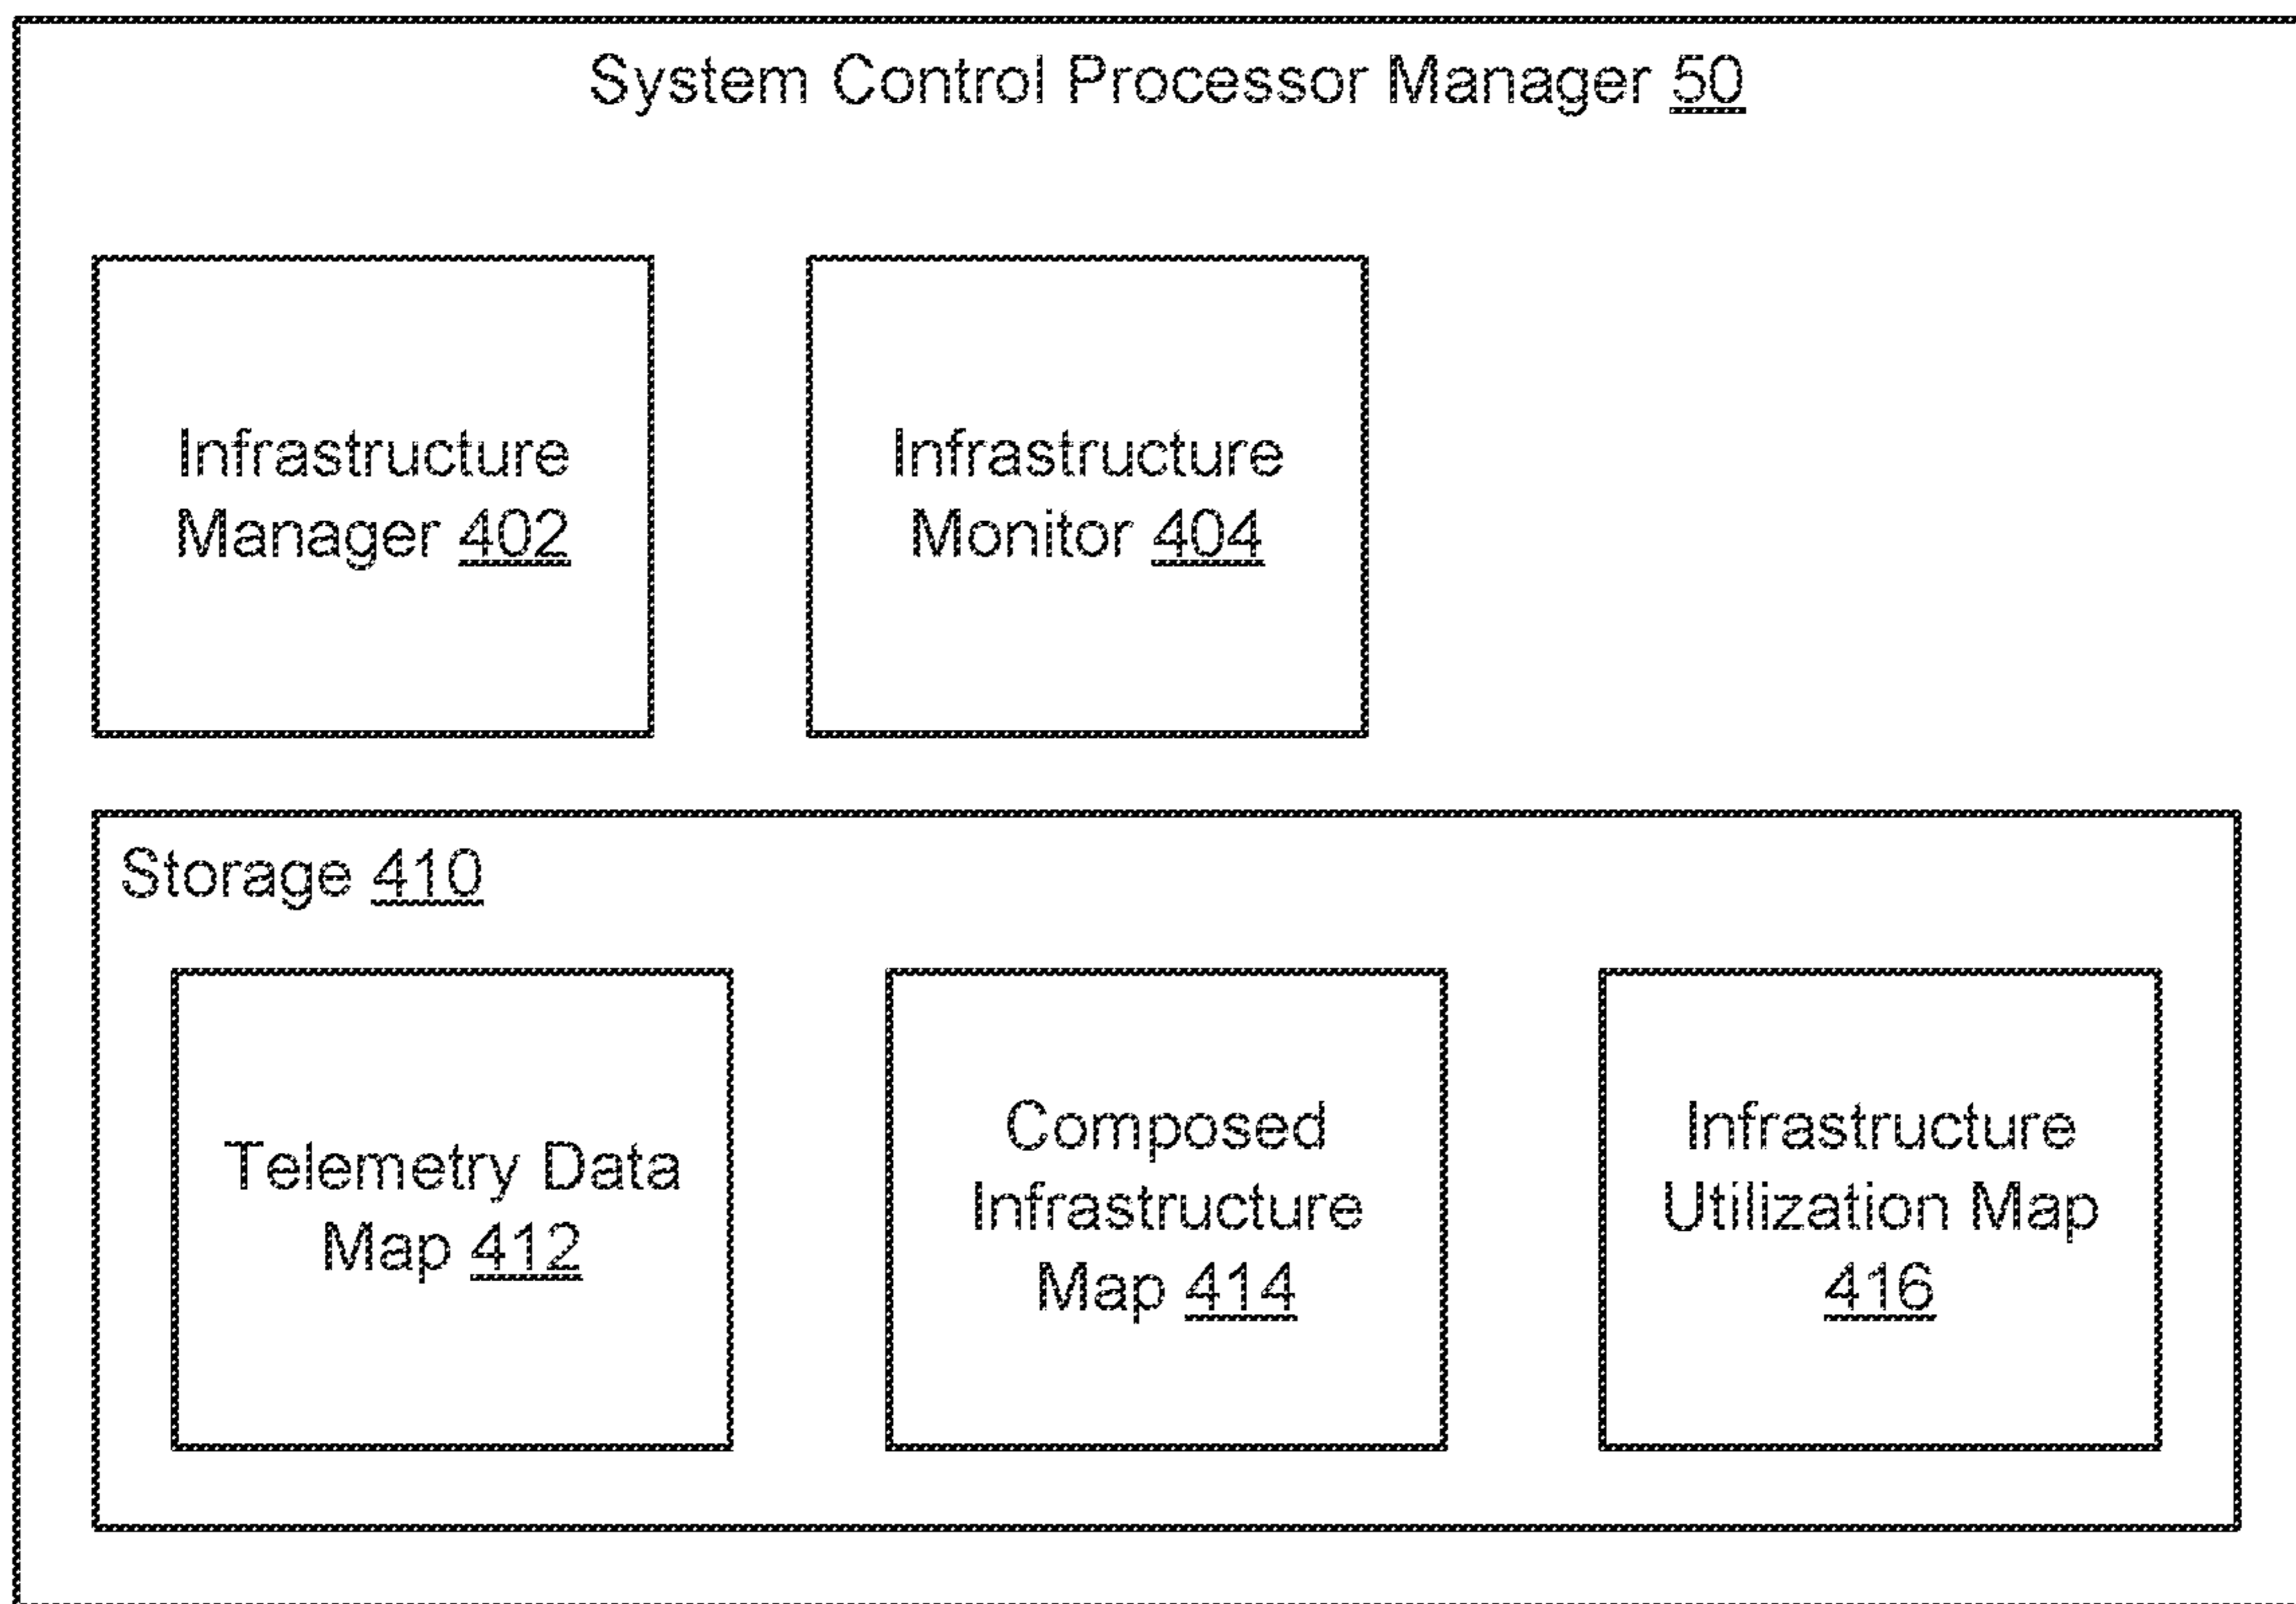 System Control Processor Manager 50
Infrastructure
Manager 402
Infrastructure
Monitor 404
Storage 410
Telemetry Data
Map 412
Composed
Infrastructure
Map 414
Infrastructure
Utilization Map
416